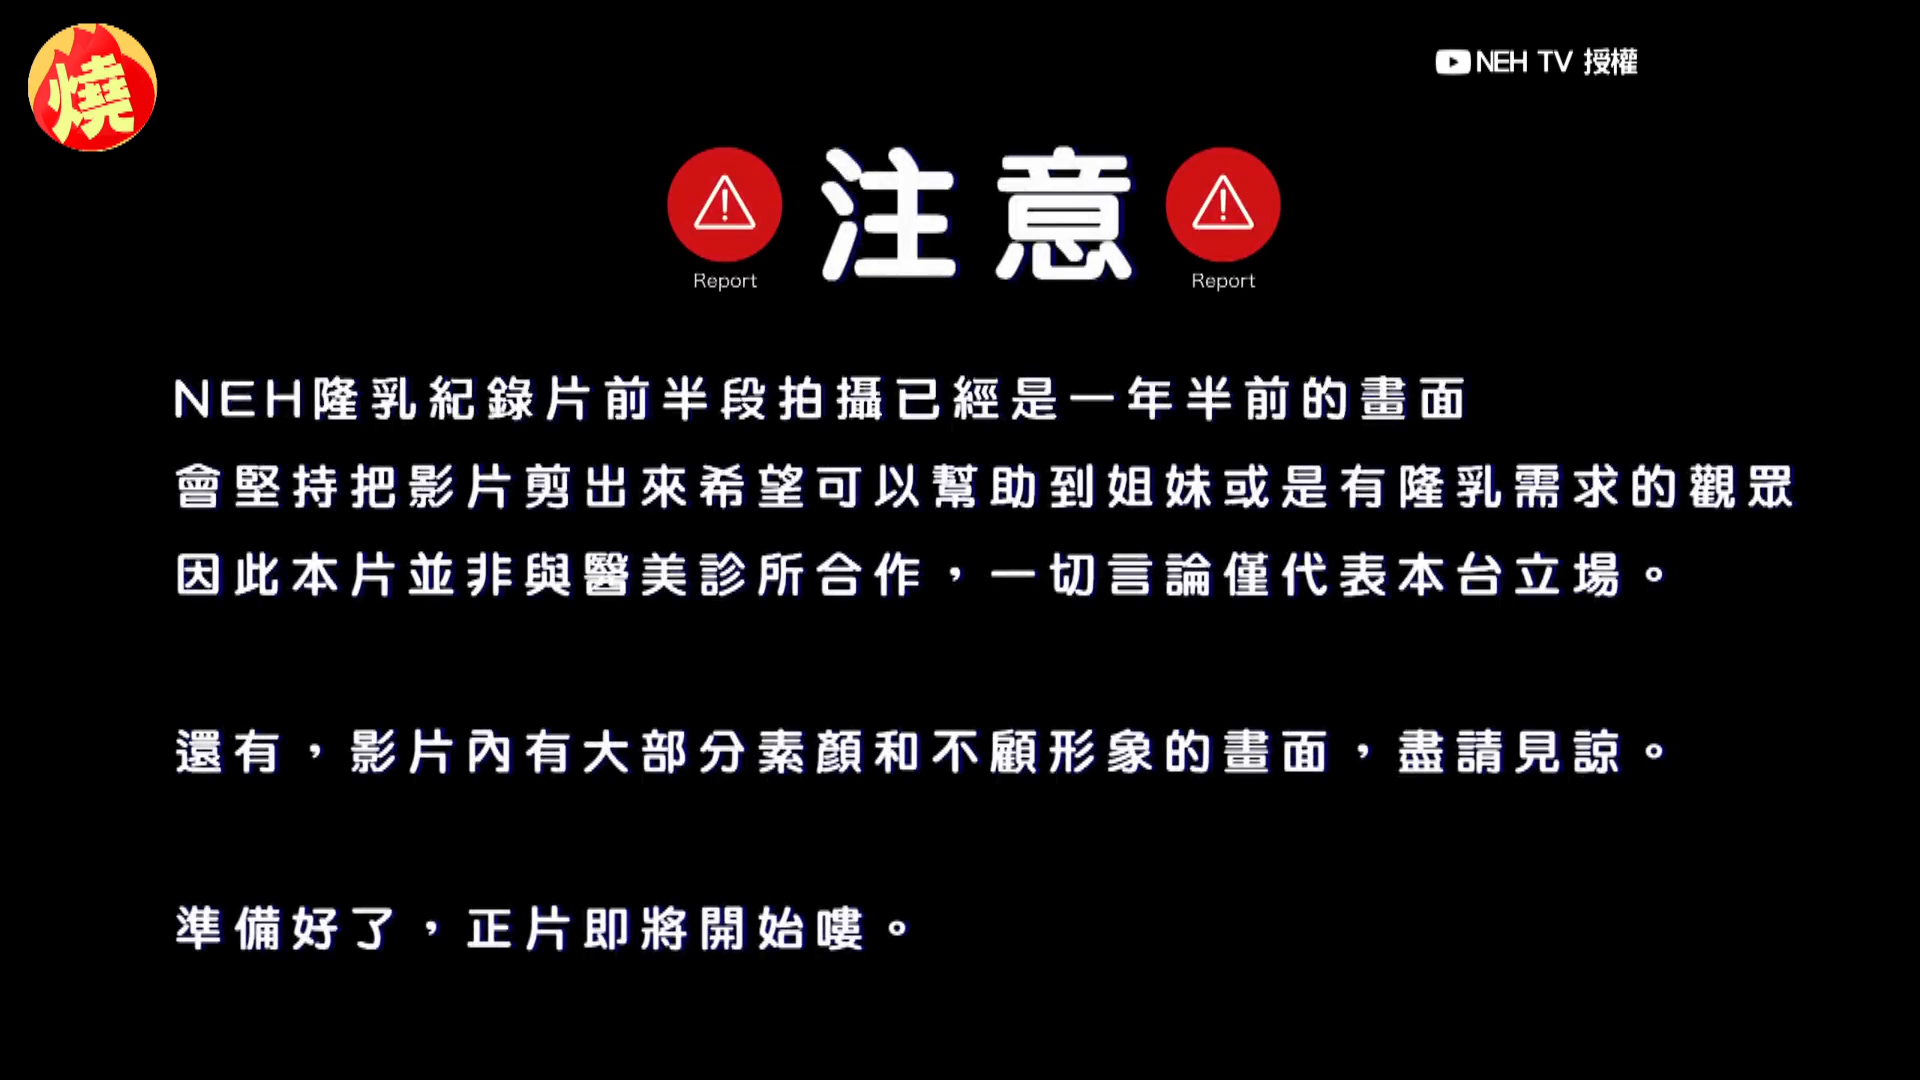 燒
NEH TV 授權
注意
Report
Report
NEH隆乳紀錄片前半段拍攝已經是一年半前的畫面
會堅持把影片剪出來希望可以幫助到姐妹或是有隆乳需求的觀眾
因此本片並非與醫美診所合作，一切言論僅代表本台立場。
還有，影片內有大部分素顏和不顧形象的畫面，盡請見諒。
準備好了，正片即將開始嘍。